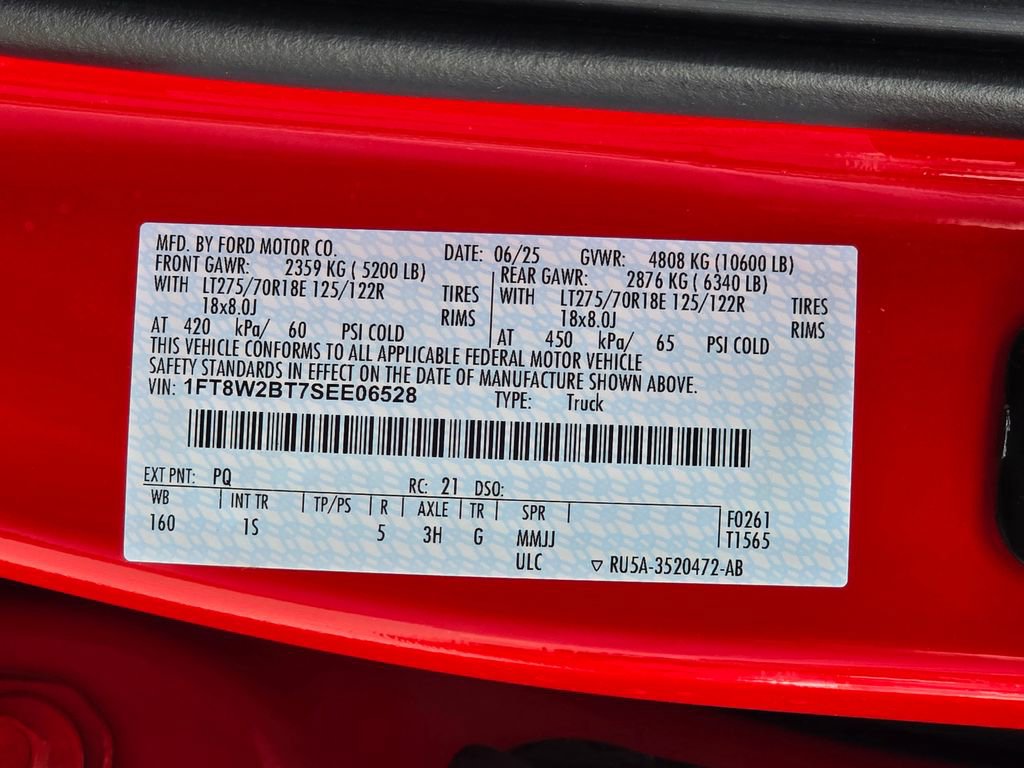 MFD. BY FORD MOTOR CO. DATE: 06/25 GVWR: 4808 KG (10600 LB)
FRONT GAWR: 2359 KG ( 5200 LB) REAR GAWR: 2876 KG ( 6340 LB)
WITH LT275/70R18E 125/122R TIRES WITH LT275/70R18E 125/122R TIRES
18x8.0J RIMS 18x8.0J RIMS
AT 420 kPa/ 60 PSI COLD AT 450 kPa/ 65 PSI COLD
THIS VEHICLE CONFORMS TO ALL APPLICABLE FEDERAL MOTOR VEHICLE
SAFETY STANDARDS IN EFFECT ON THE DATE OF MANUFACTURE SHOWN ABOVE.
VIN: 1FT8W2BT7SEE06528 TYPE: Truck
EXT PNT: PQ RC: 21 DSO:
WB INT TR TP/PS R AXLE TR SPR F0261
160 1S 5 3H G MMJJ T1565
ULC ▽ RU5A-3520472-AB